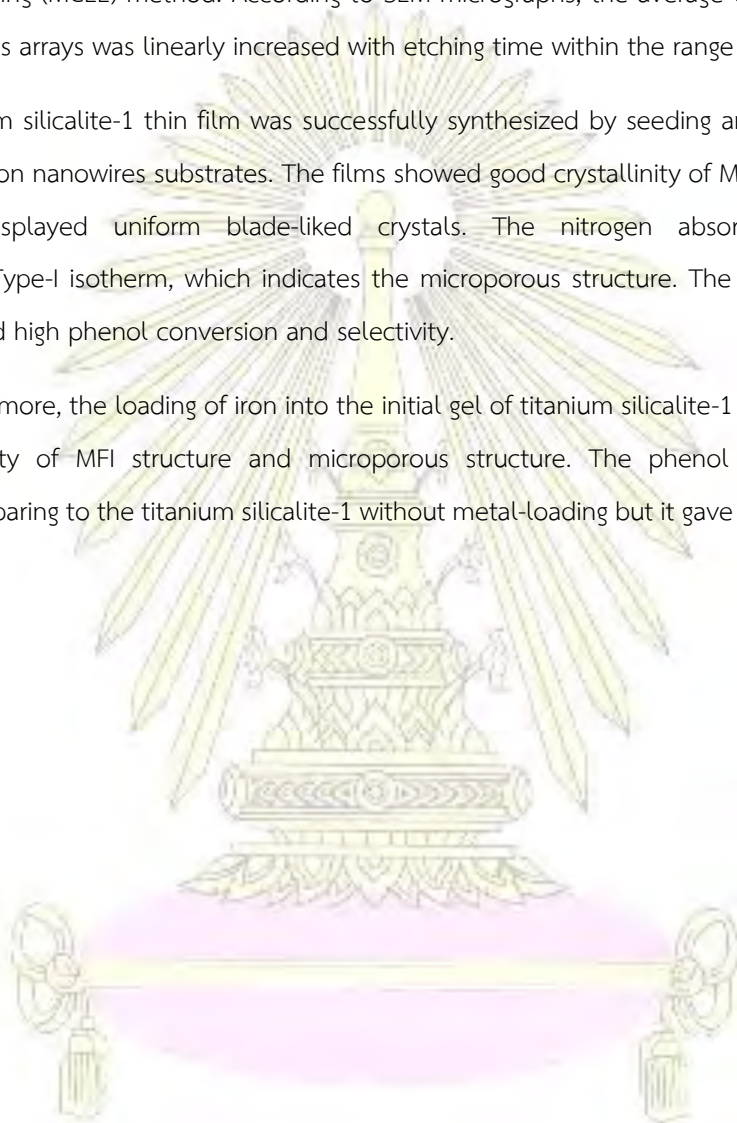 ing (MCEE) method. According to SEM micrographs, the average
s arrays was linearly increased with etching time within the range
m silicalite-1 thin film was successfully synthesized by seeding
on nanowires substrates. The films showed good crystallinity of
splayed uniform blade-liked crystals. The nitrogen absor
Type-I isotherm, which indicates the microporous structure. The
d high phenol conversion and selectivity.
more, the loading of iron into the initial gel of titanium silicalite-1
ty of MFI structure and microporous structure. The phenol
paring to the titanium silicalite-1 without metal-loading but it gave